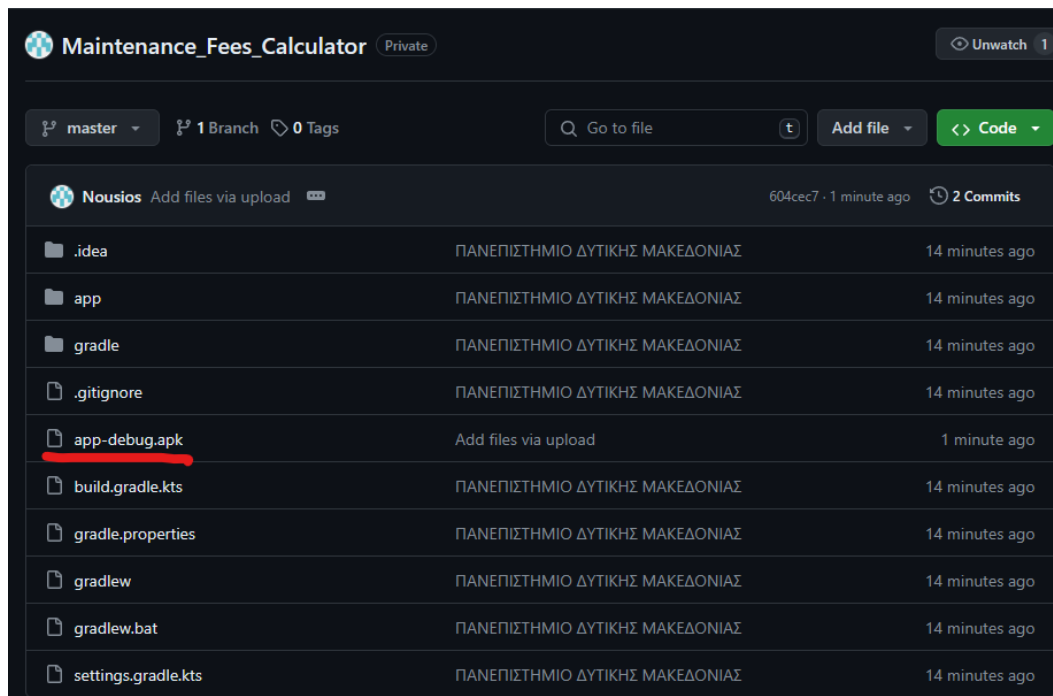 Maintenance_Fees_Calculator Private Unwatch 1
master 1 Branch 0 Tags Go to file t Add file Code
Nousios Add files via upload 604cec7 · 1 minute ago 2 Commits
.idea ΠΑΝΕΠΙΣΤΗΜΙΟ ΔΥΤΙΚΗΣ ΜΑΚΕΔΟΝΙΑΣ 14 minutes ago
app ΠΑΝΕΠΙΣΤΗΜΙΟ ΔΥΤΙΚΗΣ ΜΑΚΕΔΟΝΙΑΣ 14 minutes ago
gradle ΠΑΝΕΠΙΣΤΗΜΙΟ ΔΥΤΙΚΗΣ ΜΑΚΕΔΟΝΙΑΣ 14 minutes ago
.gitignore ΠΑΝΕΠΙΣΤΗΜΙΟ ΔΥΤΙΚΗΣ ΜΑΚΕΔΟΝΙΑΣ 14 minutes ago
app-debug.apk Add files via upload 1 minute ago
build.gradle.kts ΠΑΝΕΠΙΣΤΗΜΙΟ ΔΥΤΙΚΗΣ ΜΑΚΕΔΟΝΙΑΣ 14 minutes ago
gradle.properties ΠΑΝΕΠΙΣΤΗΜΙΟ ΔΥΤΙΚΗΣ ΜΑΚΕΔΟΝΙΑΣ 14 minutes ago
gradlew ΠΑΝΕΠΙΣΤΗΜΙΟ ΔΥΤΙΚΗΣ ΜΑΚΕΔΟΝΙΑΣ 14 minutes ago
gradlew.bat ΠΑΝΕΠΙΣΤΗΜΙΟ ΔΥΤΙΚΗΣ ΜΑΚΕΔΟΝΙΑΣ 14 minutes ago
settings.gradle.kts ΠΑΝΕΠΙΣΤΗΜΙΟ ΔΥΤΙΚΗΣ ΜΑΚΕΔΟΝΙΑΣ 14 minutes ago